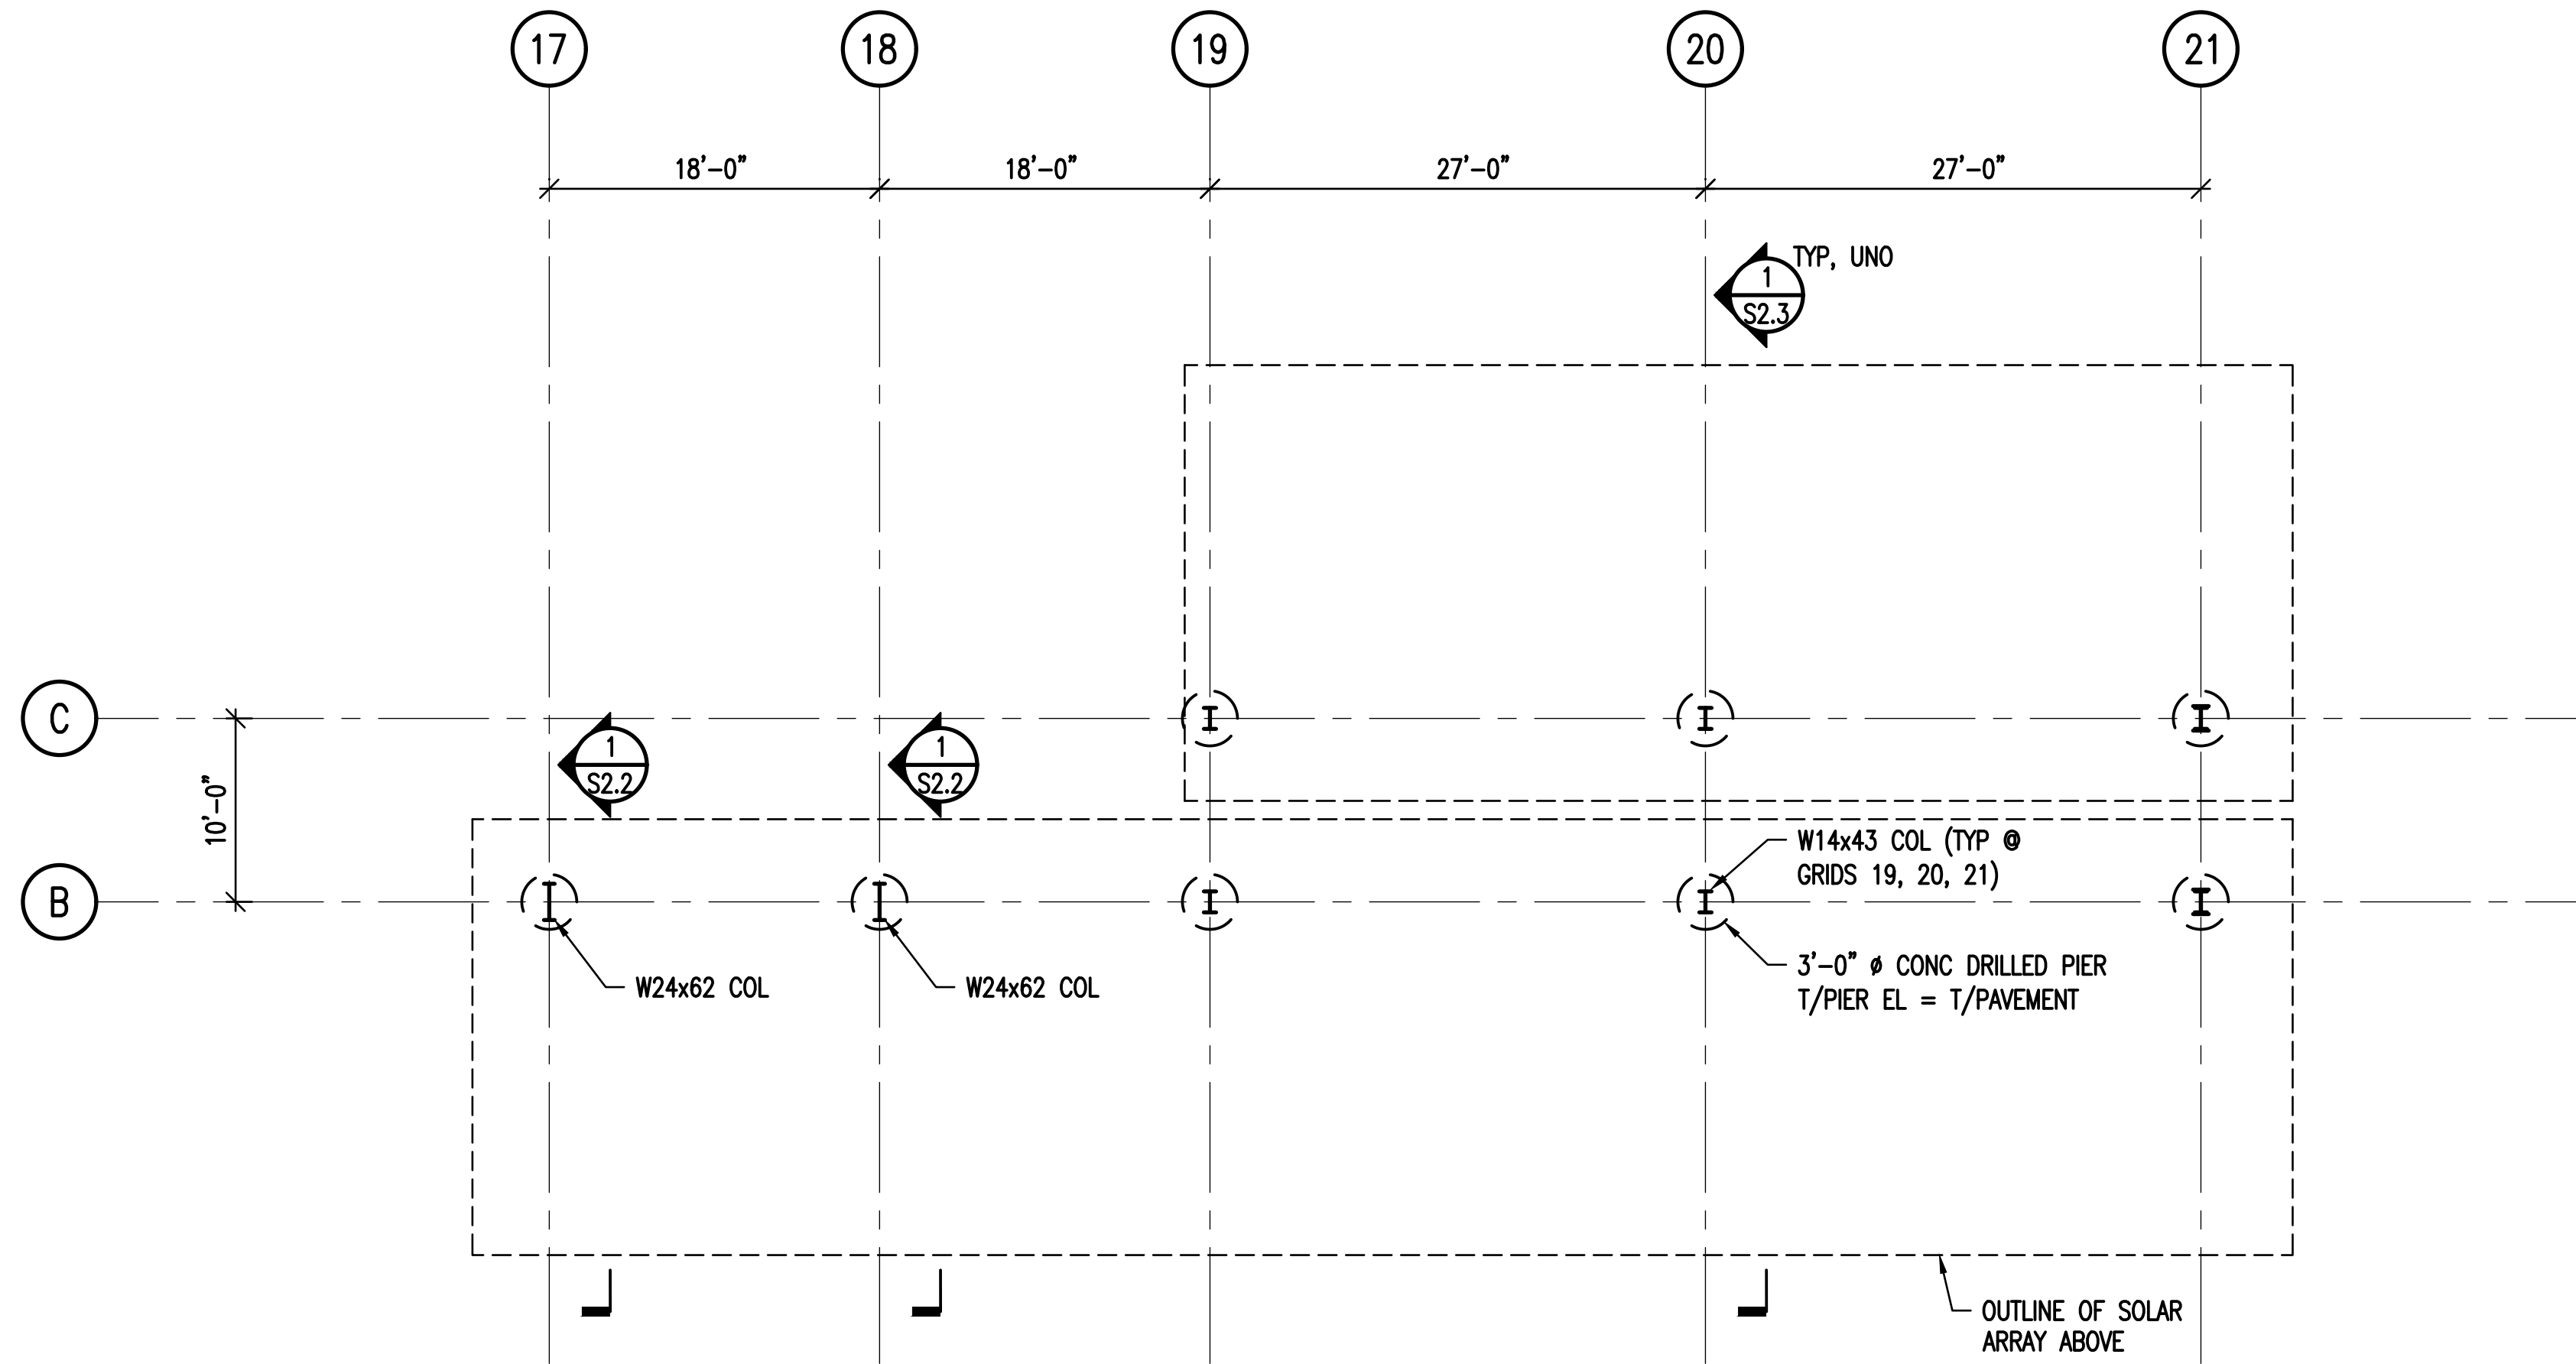 17
18
19
20
21
18'-0"
18'-0"
27'-0"
27'-0"
TYP, UNO
1
S2.3
C
1
S2.2
1
S2.2
10'-0"
W14x43 COL (TYP @
GRIDS 19, 20, 21)
B
3'-0" ø CONC DRILLED PIER
T/PIER EL = T/PAVEMENT
W24x62 COL
W24x62 COL
OUTLINE OF SOLAR
ARRAY ABOVE